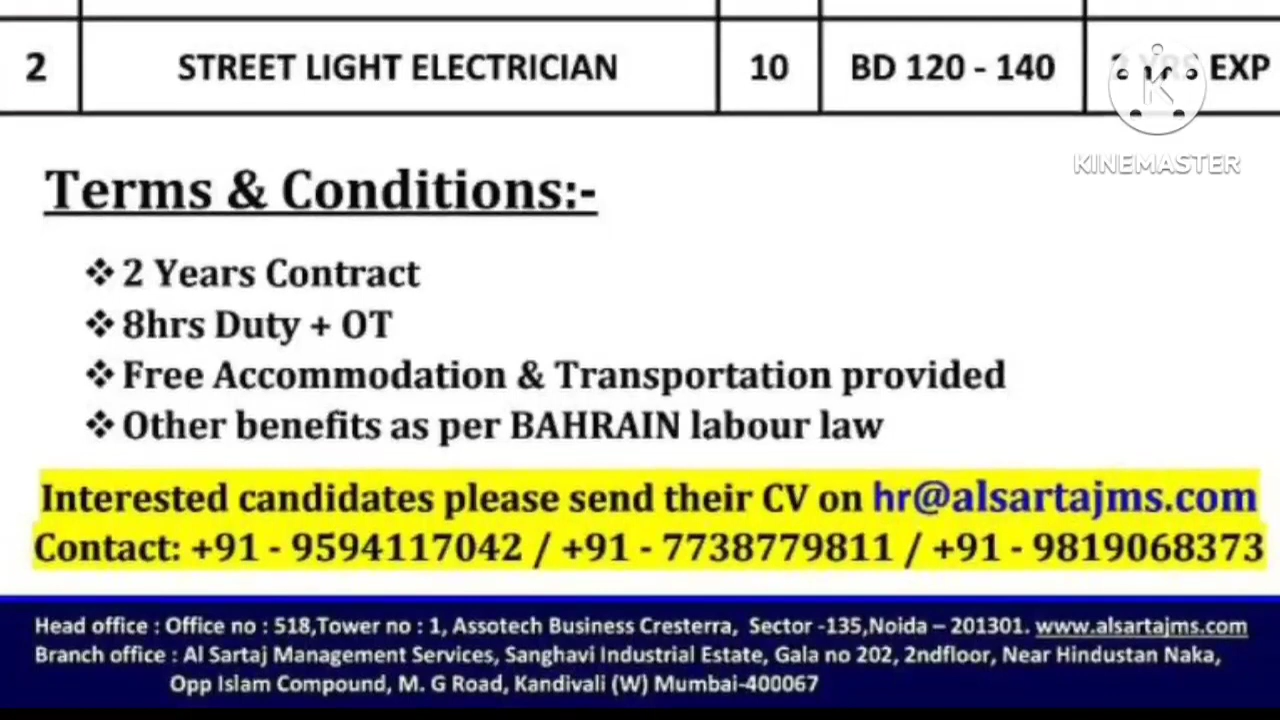 2 STREET LIGHT ELECTRICIAN 10 BD 120 - 140 2 YRS EXP
KINEMASTER
Terms & Conditions:-
❖ 2 Years Contract
❖ 8hrs Duty + OT
❖ Free Accommodation & Transportation provided
❖ Other benefits as per BAHRAIN labour law
Interested candidates please send their CV on hr@alsartajms.com
Contact: +91 - 9594117042 / +91 - 7738779811 / +91 - 9819068373
Head office : Office no : 518,Tower no : 1, Assotech Business Cresterra, Sector -135,Noida – 201301. www.alsartajms.com
Branch office : Al Sartaj Management Services, Sanghavi Industrial Estate, Gala no 202, 2ndfloor, Near Hindustan Naka,
Opp Islam Compound, M. G Road, Kandivali (W) Mumbai-400067